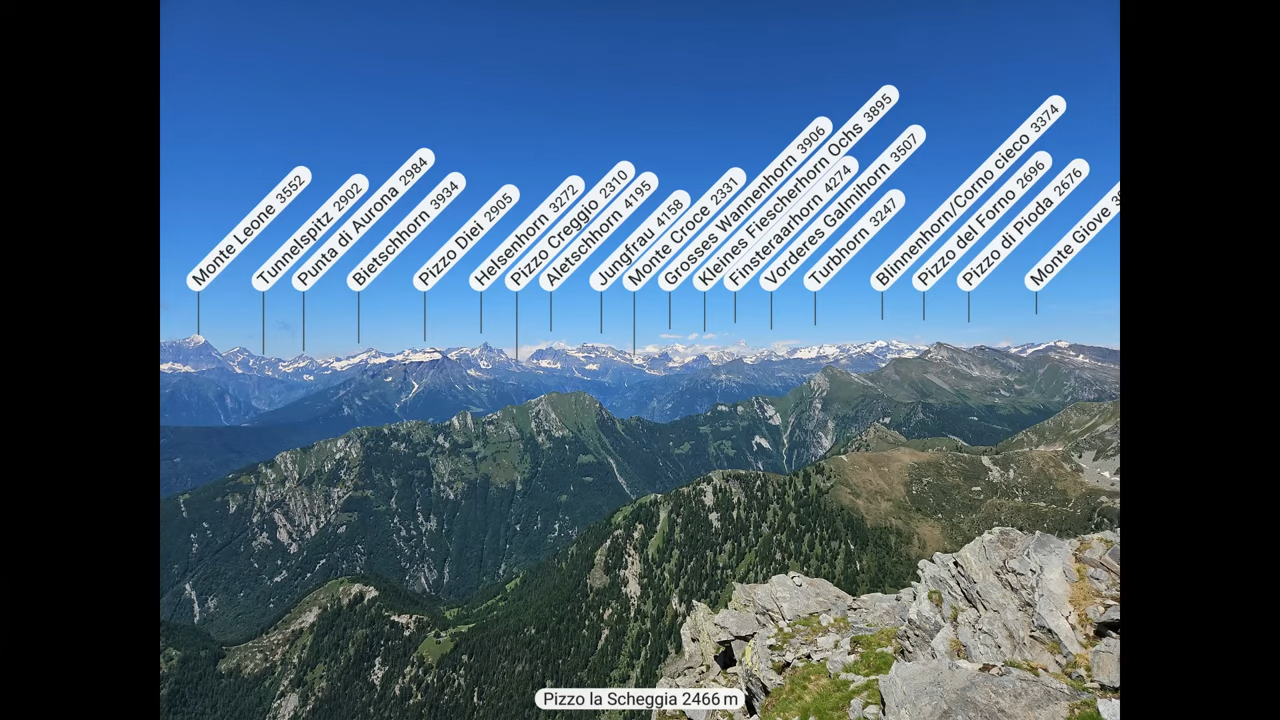 Monte Leone 3552
Tunnelspitz 2902
Punta di Aurona 2984
Bietschhorn 3934
Pizzo Diei 2905
Helsenhorn 3272
Pizzo Creggio 2310
Aletschhorn 4195
Jungfrau 4158
Monte Croce 2331
Grosses Wannenhorn 3906
Kleines Fiescherhorn Ochs 3895
Finsteraarhorn 4274
Vorderes Galmihorn 3507
Turbhorn 3247
Blinnenhorn/Corno cieco 3374
Pizzo del Forno 2696
Pizzo di Pioda 2676
Monte Giove
Pizzo la Scheggia 2466 m